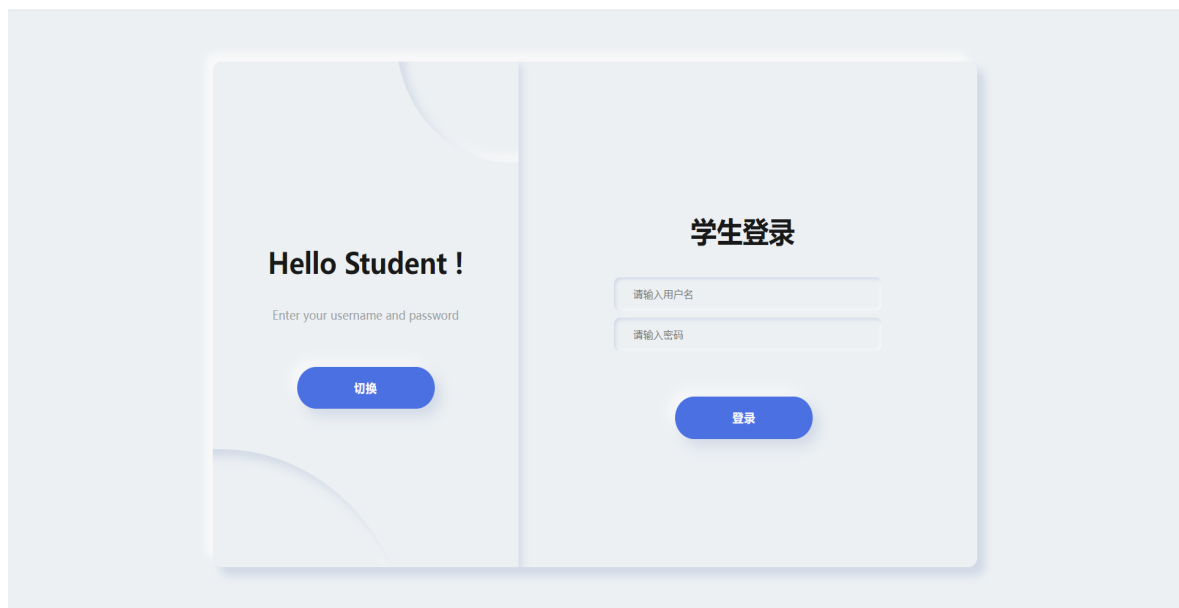 Hello Student !
Enter your username and password
切换
学生登录
请输入用户名
请输入密码
登录